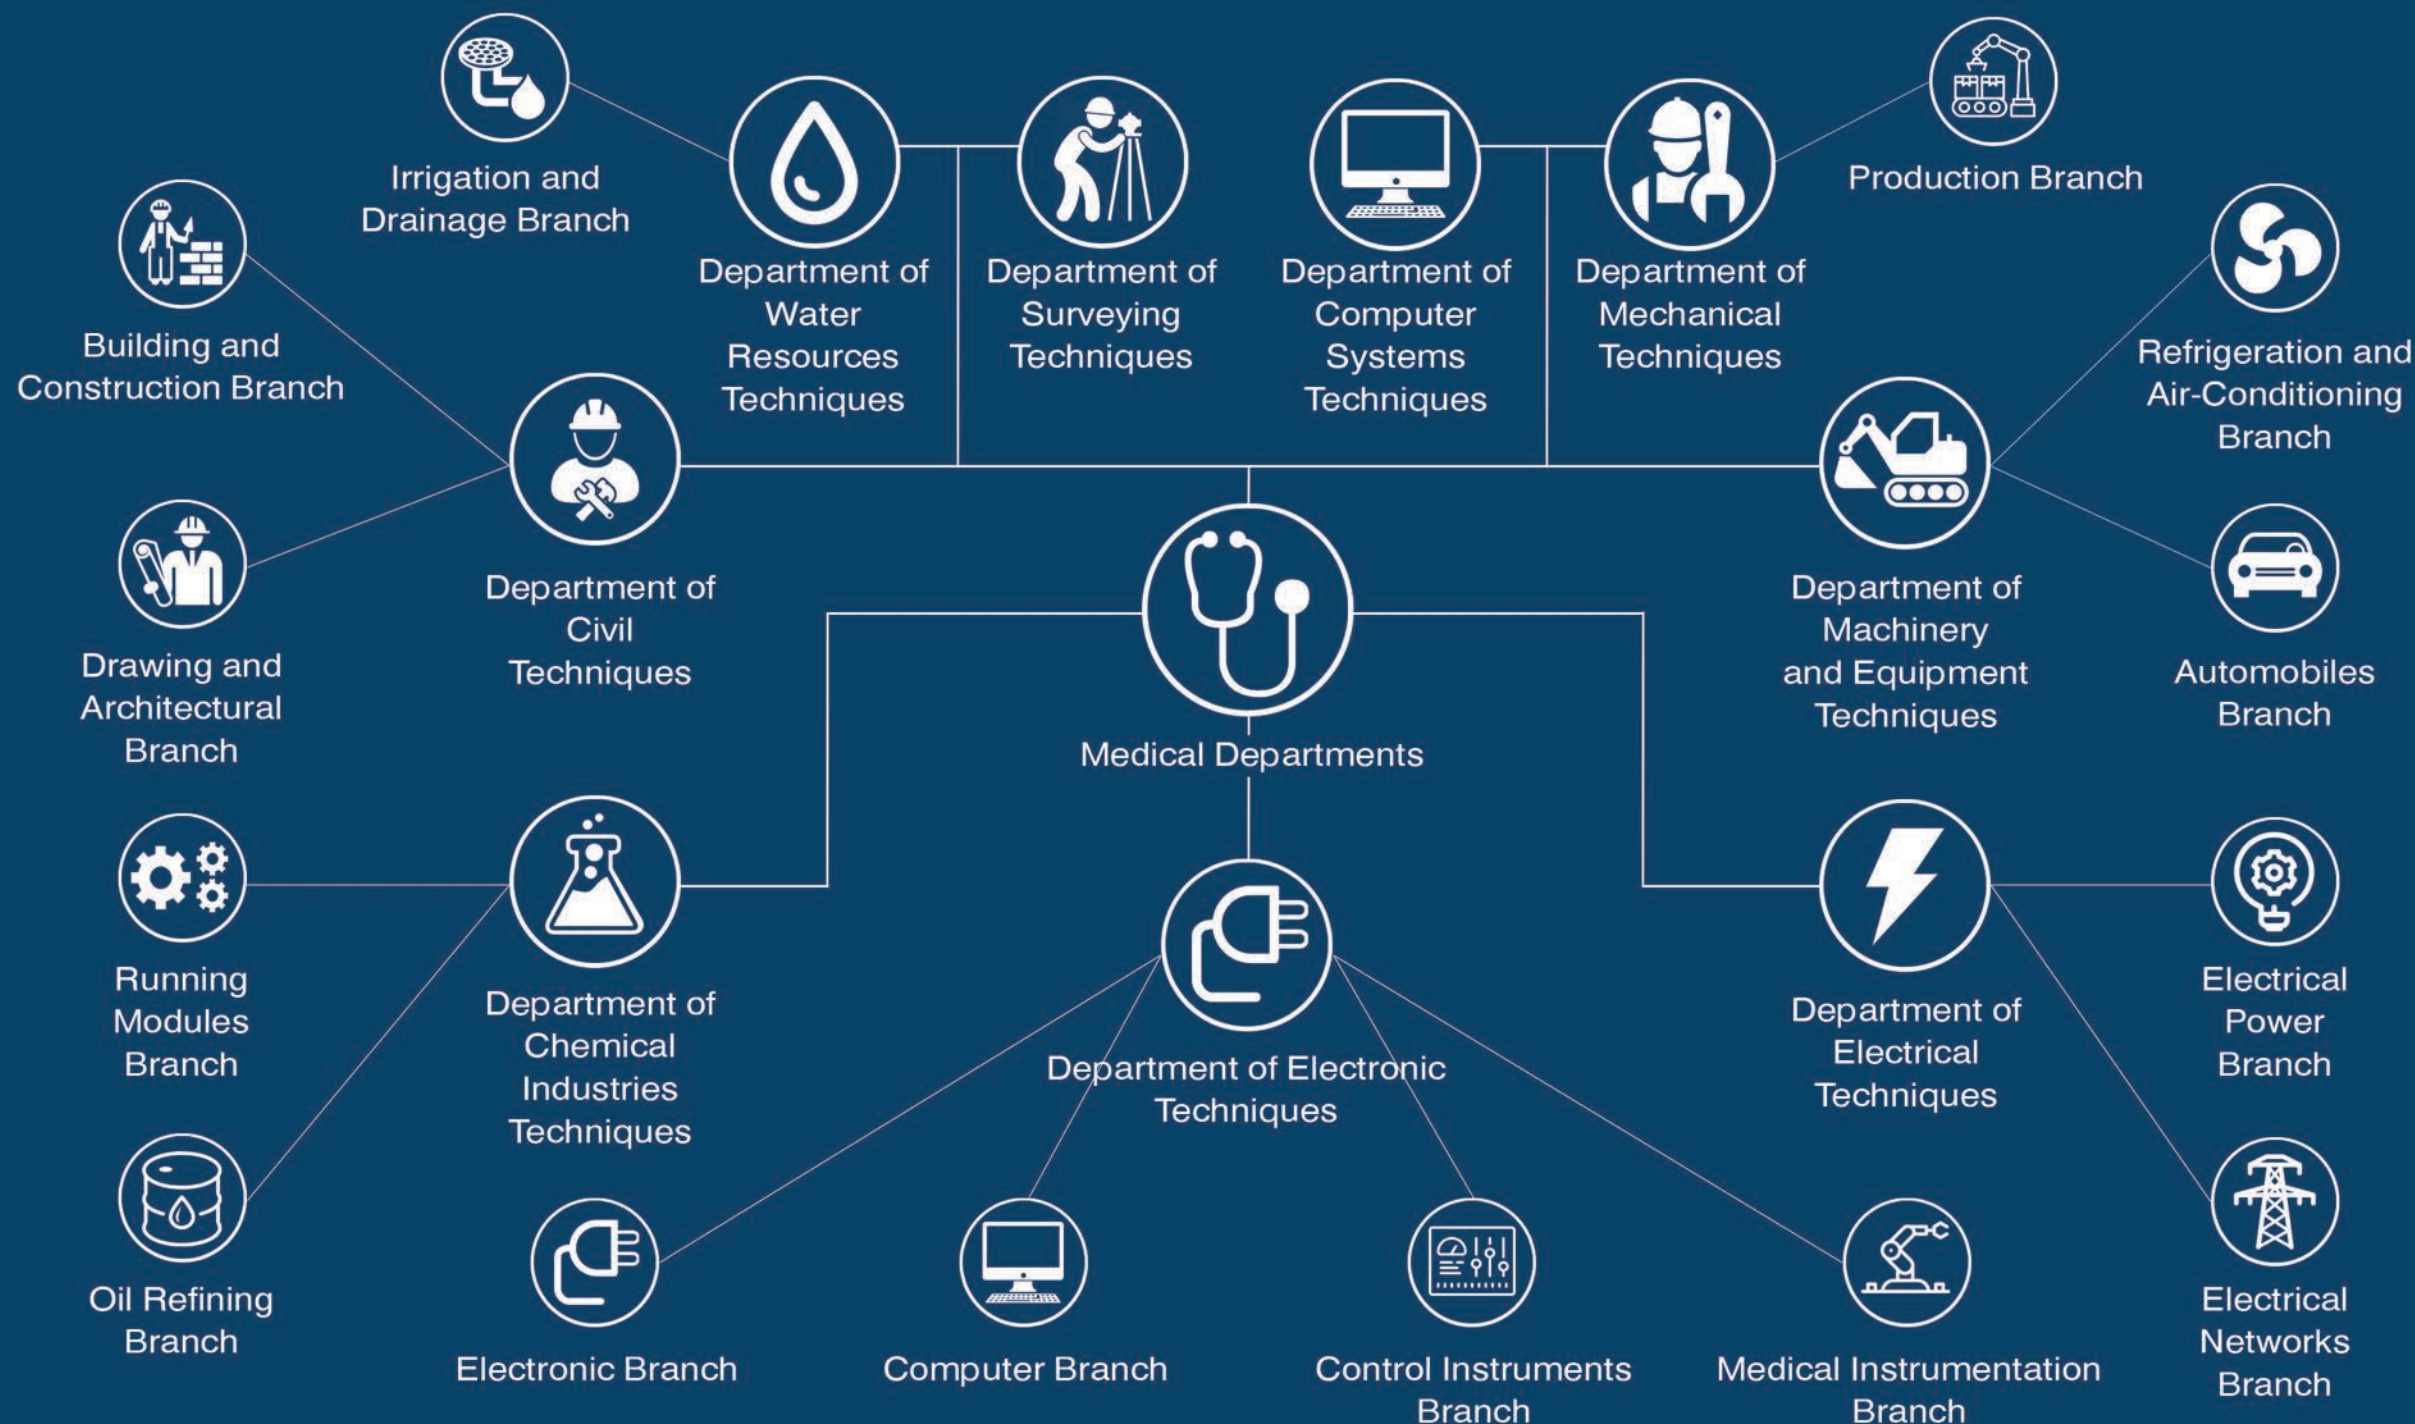 Irrigation and
Drainage Branch
Production Branch
Building and
Construction Branch
Department of
Water
Resources
Techniques
Department of
Surveying
Techniques
Department of
Computer
Systems
Techniques
Department of
Mechanical
Techniques
Refrigeration and
Air-Conditioning
Branch
Drawing and
Architectural
Branch
Department of
Civil
Techniques
Medical Departments
Department of
Machinery
and Equipment
Techniques
Automobiles
Branch
Running
Modules
Branch
Department of
Chemical
Industries
Techniques
Department of Electronic
Techniques
Department of
Electrical
Techniques
Electrical
Power
Branch
Oil Refining
Branch
Electronic Branch
Computer Branch
Control Instruments
Branch
Medical Instrumentation
Branch
Electrical
Networks
Branch